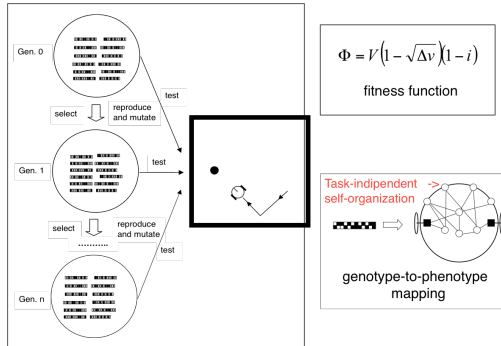 Gen. 0
test
select
reproduce
and mutate
Gen. 1
test
select
reproduce
and mutate
...........
test
Gen. n
Φ = V(1 - √Δv)(1 - i)
fitness function
Task-indipendent ->
self-organization
genotype-to-phenotype
mapping